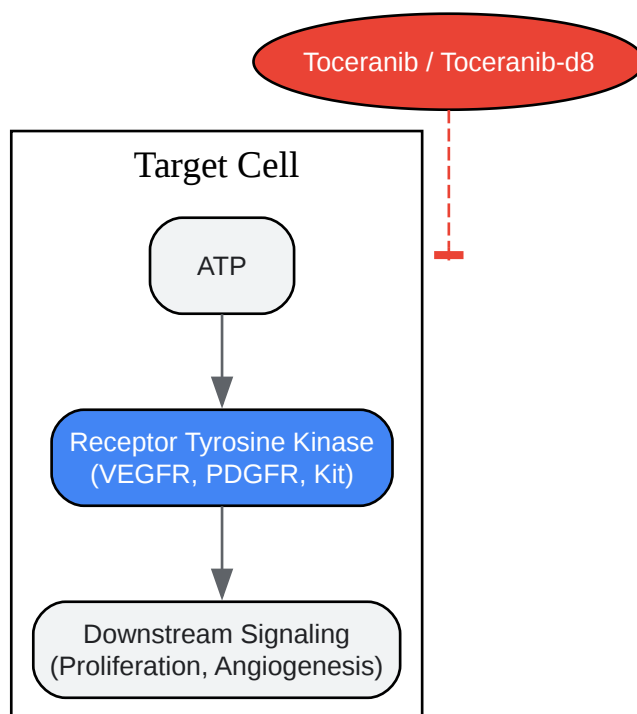 Toceranib / Toceranib-d8
Target Cell
ATP
Receptor Tyrosine Kinase
(VEGFR, PDGFR, Kit)
Downstream Signaling
(Proliferation, Angiogenesis)